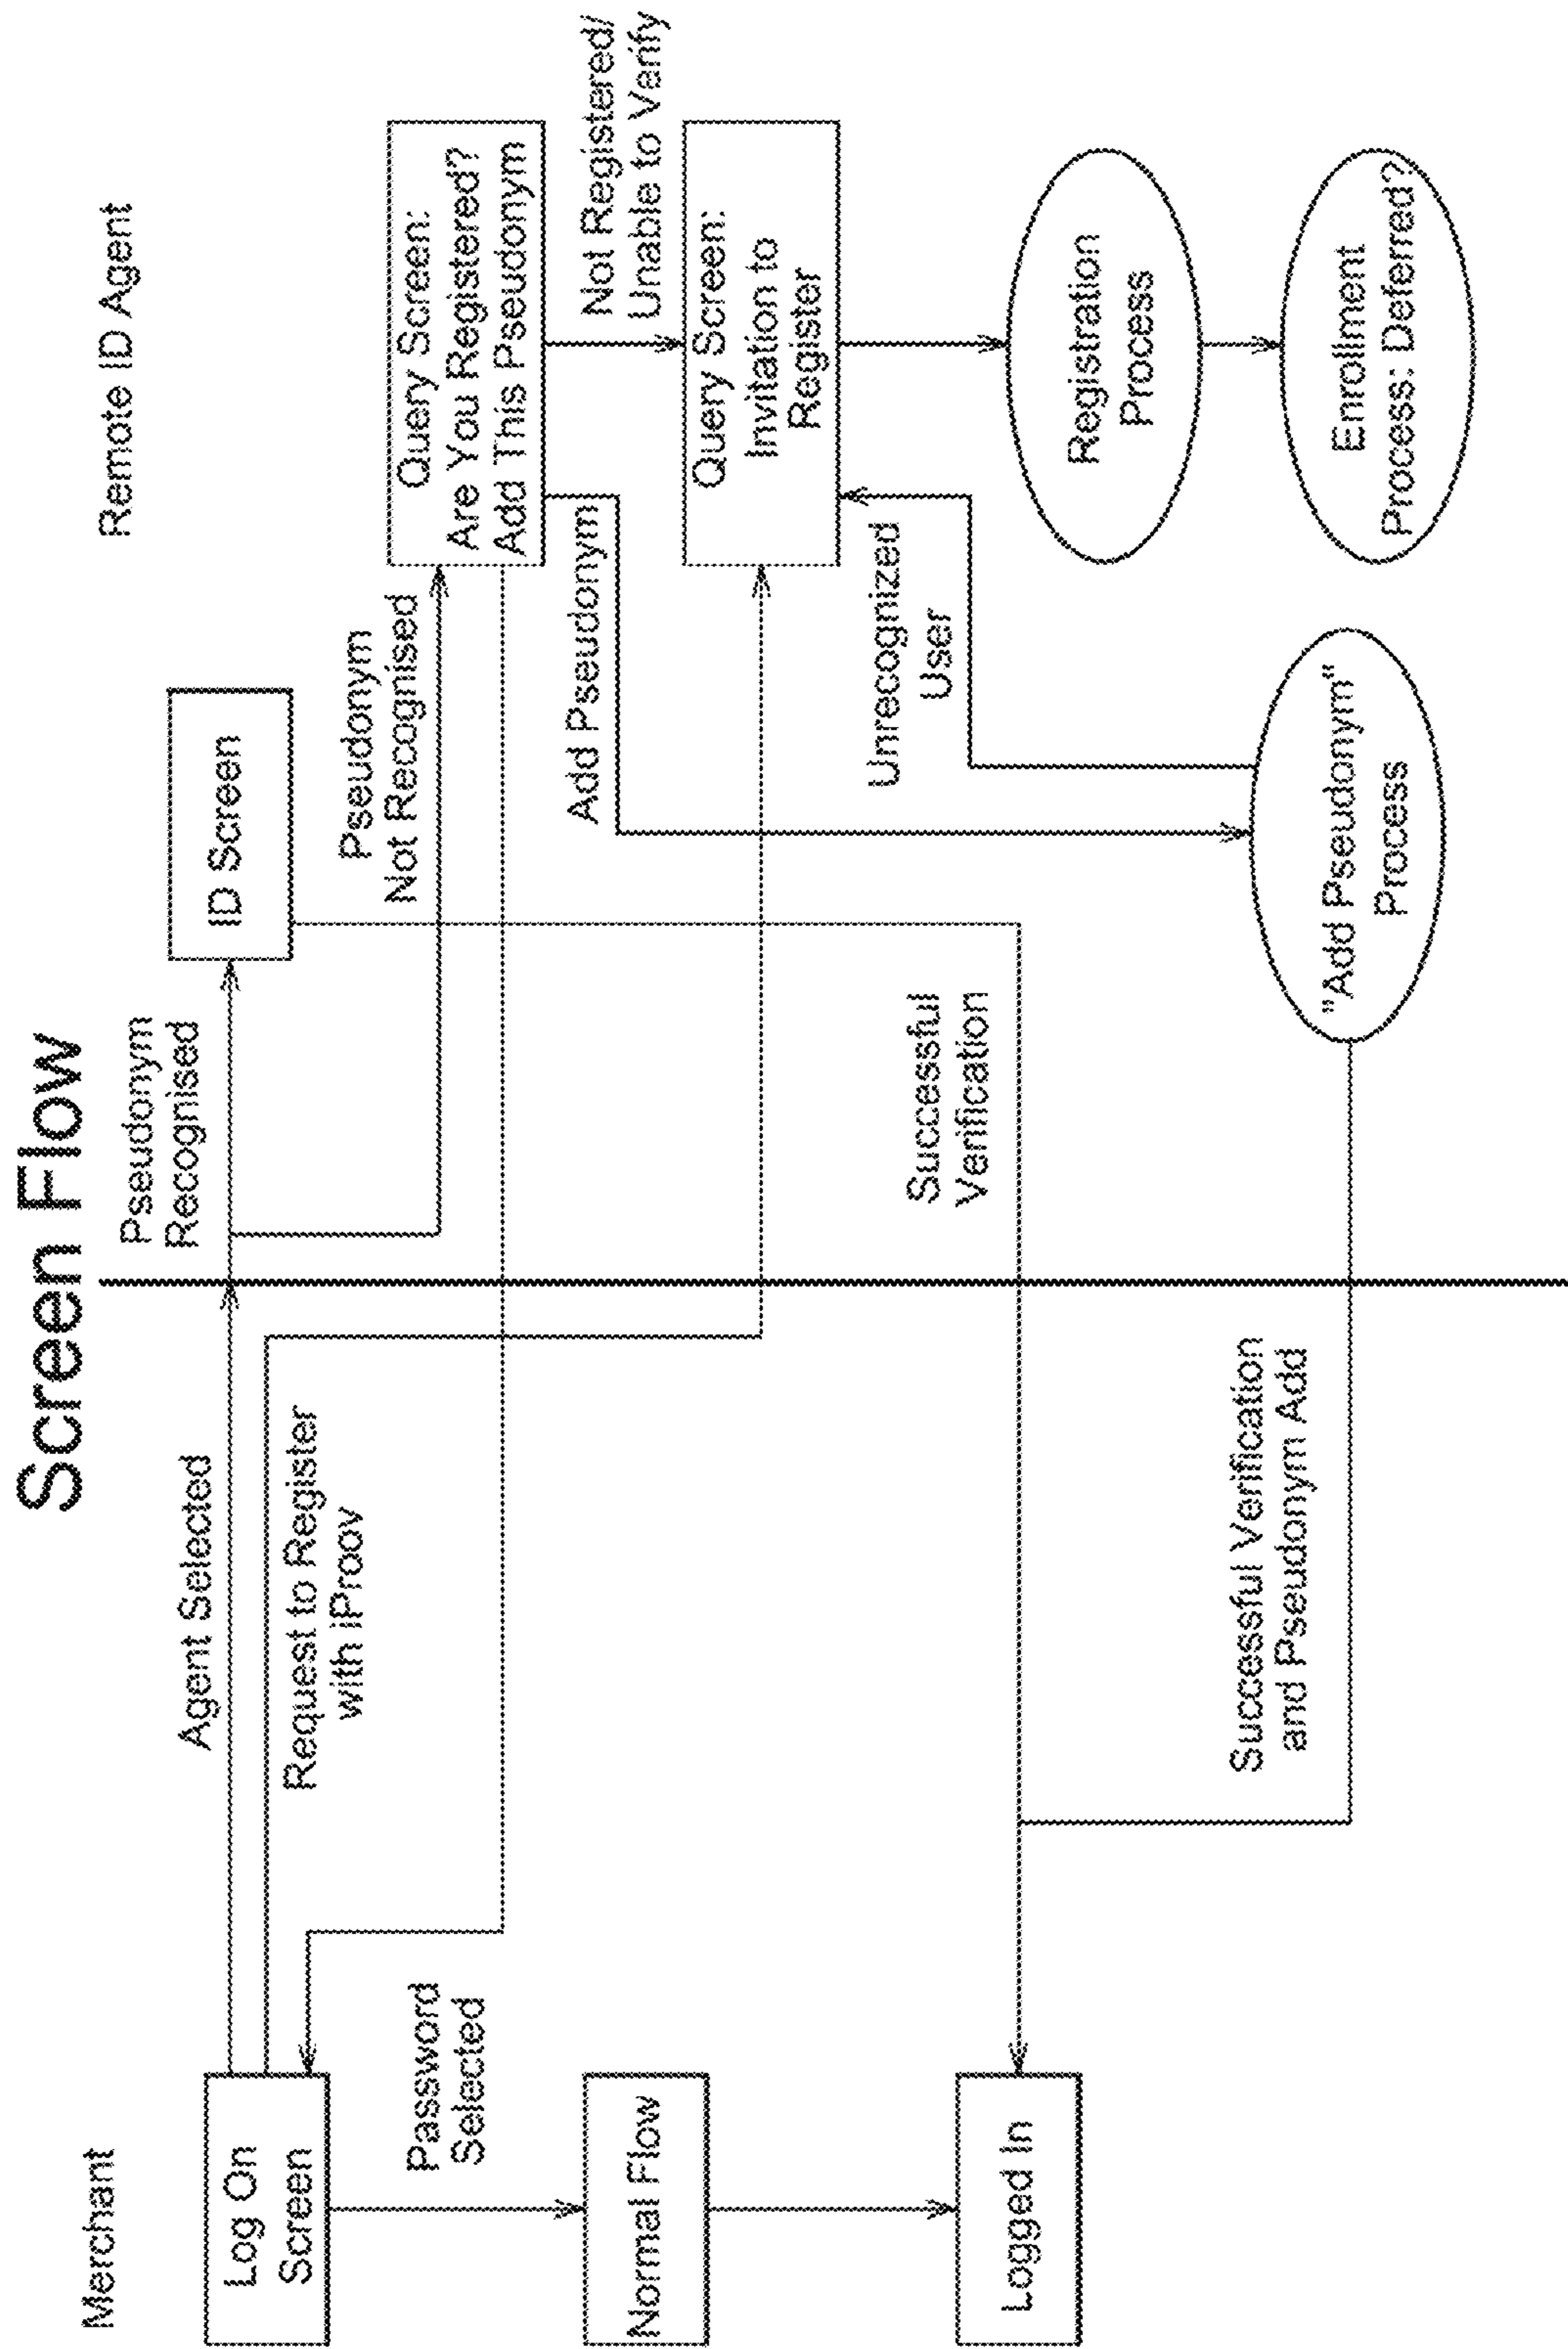 Screen Flow
Merchant
Remote ID Agent
Log On
Screen
Agent Selected
Pseudonym
Recognised
ID Screen
Request to Register
with iProov
Pseudonym
Not Recognised
Query Screen:
Are You Registered?
Add This Pseudonym
Password
Selected
Add Pseudonym
Not Registered/
Unable to Verify
Normal Flow
Query Screen:
Invitation to
Register
Unrecognized
User
Successful
Verification
Logged In
Registration
Process
Successful Verification
and Pseudonym Add
"Add Pseudonym"
Process
Enrollment
Process: Deferred?